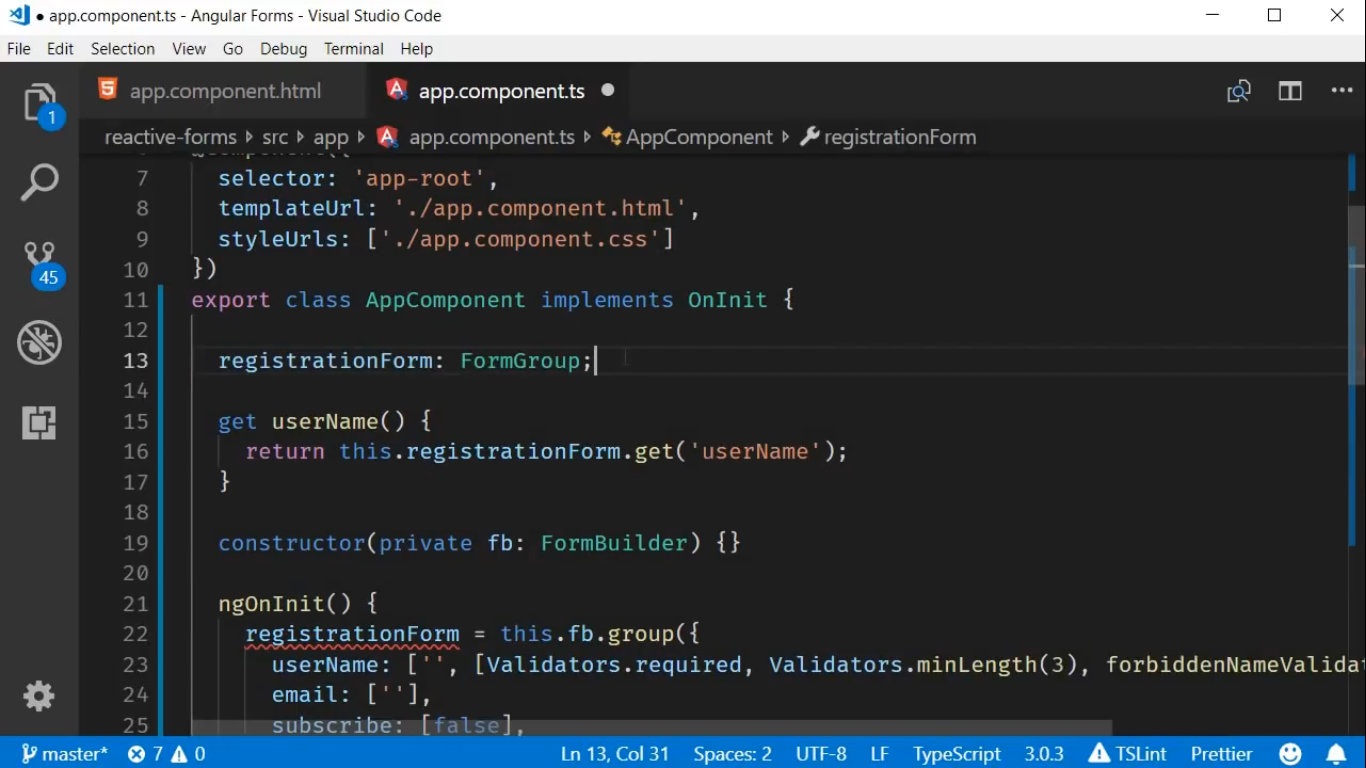 app.component.ts - Angular Forms - Visual Studio Code
File Edit Selection View Go Debug Terminal Help
app.component.html app.component.ts
1
reactive-forms src app app.component.ts AppComponent registrationForm
7 selector: 'app-root',
8 templateUrl: './app.component.html',
9 styleUrls: ['./app.component.css']
10 })
11 export class AppComponent implements OnInit {
12
13 registrationForm: FormGroup;
14
15 get userName() {
16 return this.registrationForm.get('userName');
17 }
18
19 constructor(private fb: FormBuilder) {}
20
21 ngOnInit() {
22 registrationForm = this.fb.group({
23 userName: ['', [Validators.required, Validators.minLength(3), forbiddenNameValida
24 email: [''],
25 subscribe: [false],
45
master* 7 0 Ln 13, Col 31 Spaces: 2 UTF-8 LF TypeScript 3.0.3 TSLint Prettier